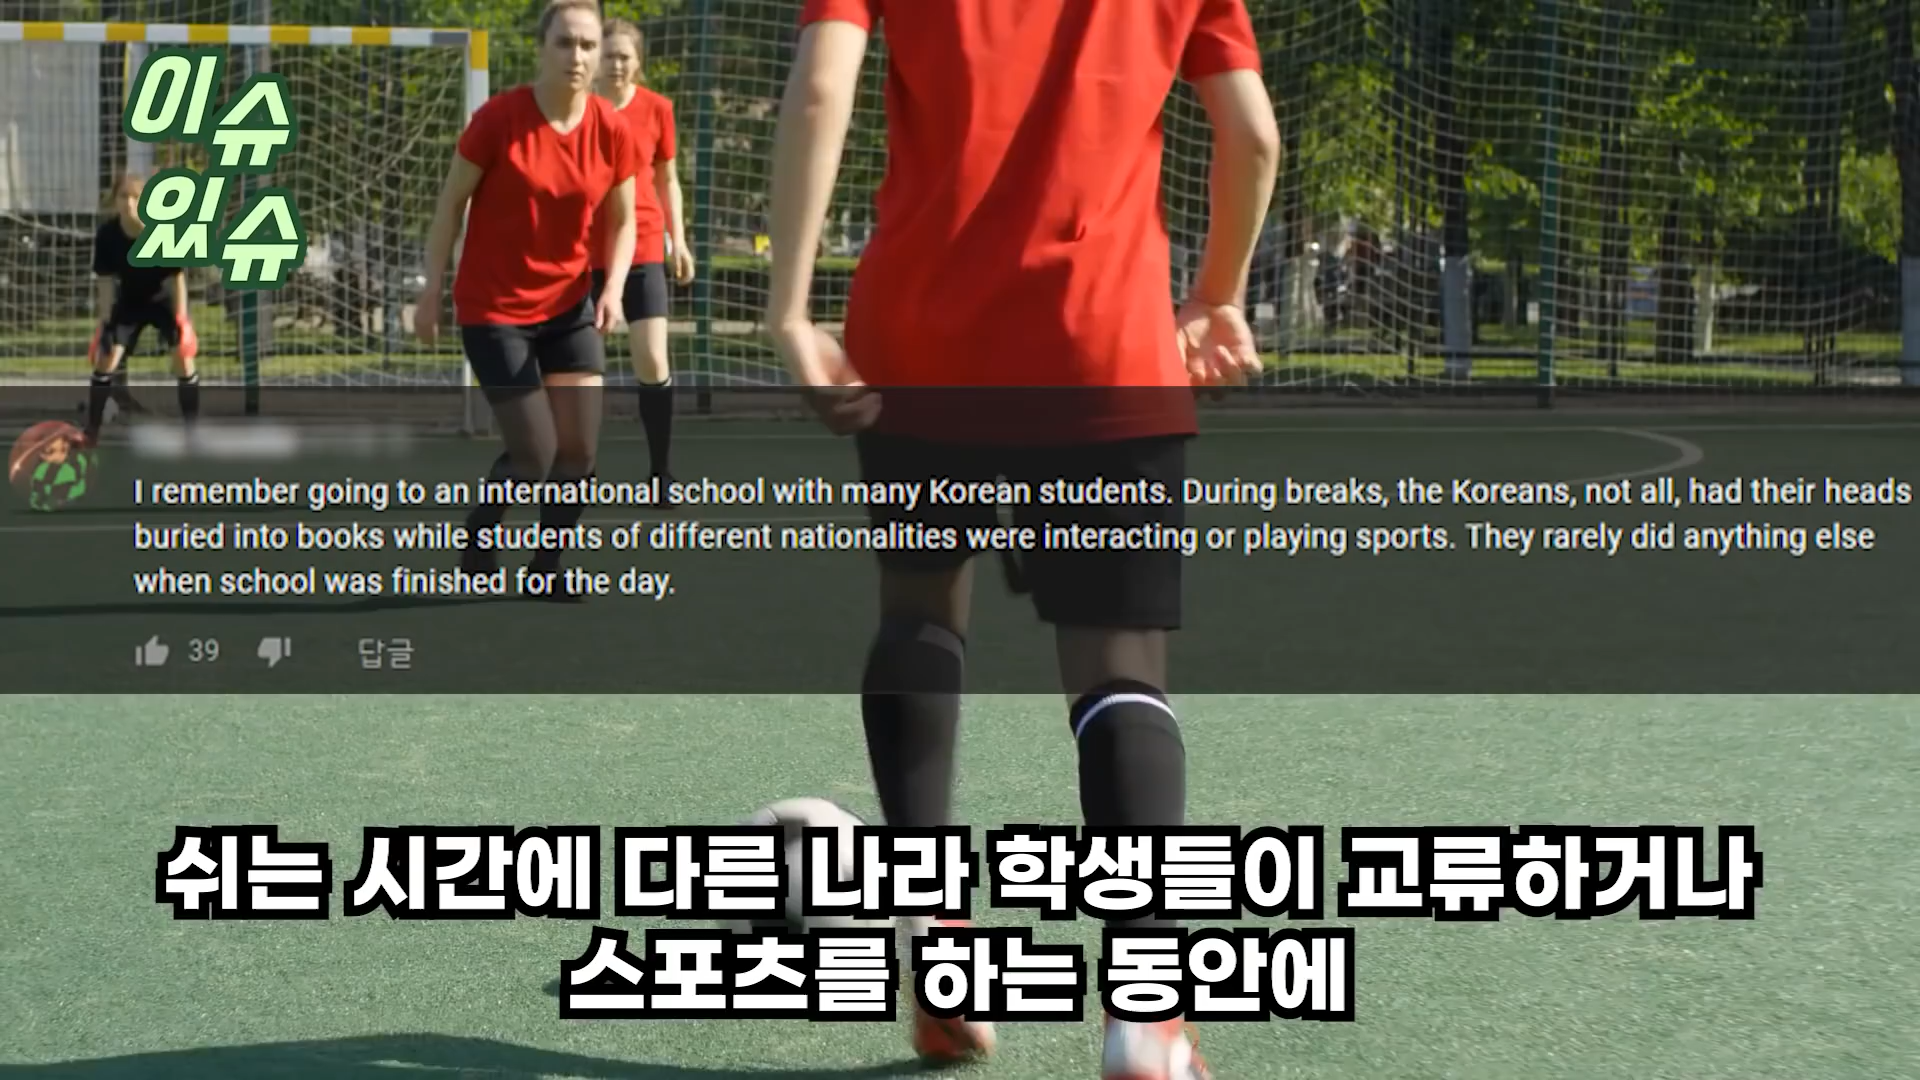 이슈
있슈
I remember going to an international school with many Korean students. During breaks, the Koreans, not all, had their heads
buried into books while students of different nationalities were interacting or playing sports. They rarely did anything else
when school was finished for the day.
39 답글
쉬는 시간에 다른 나라 학생들이 교류하거나
스포츠를 하는 동안에